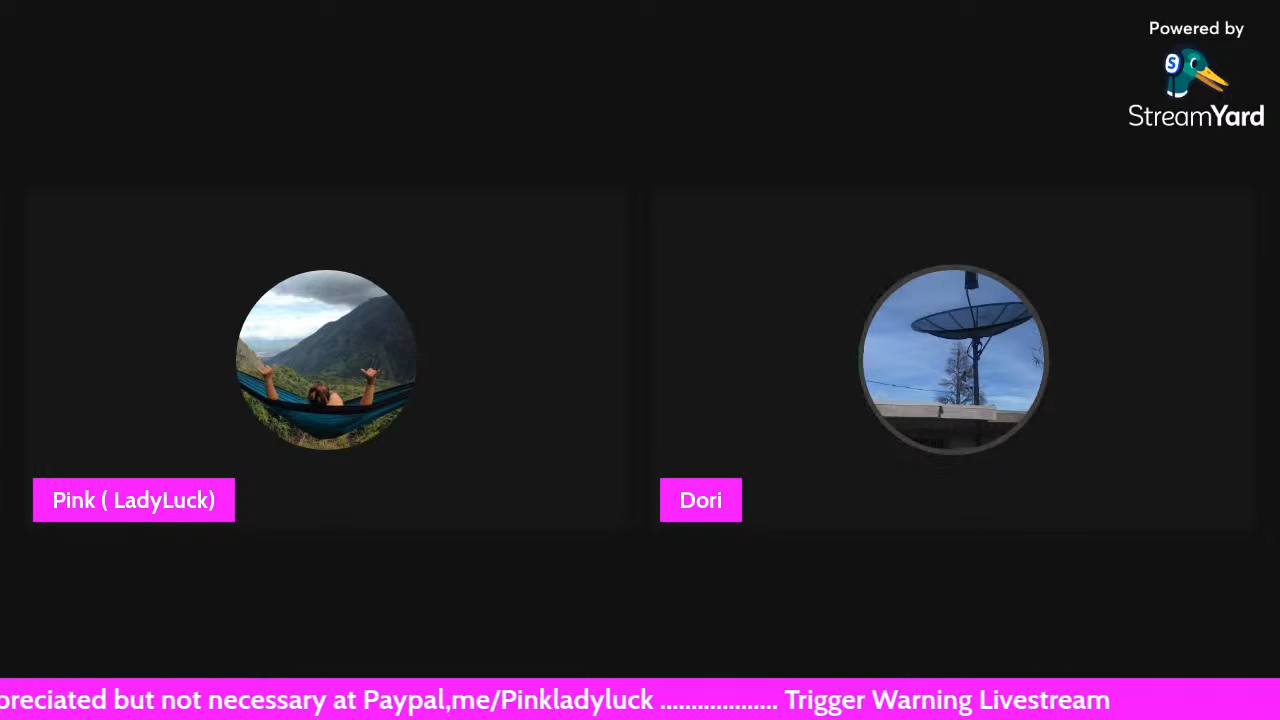 Powered by
S
StreamYard
Pink ( LadyLuck)
Dori
preciated but not necessary at Paypal,me/Pinkladyluck ................... Trigger Warning Livestream